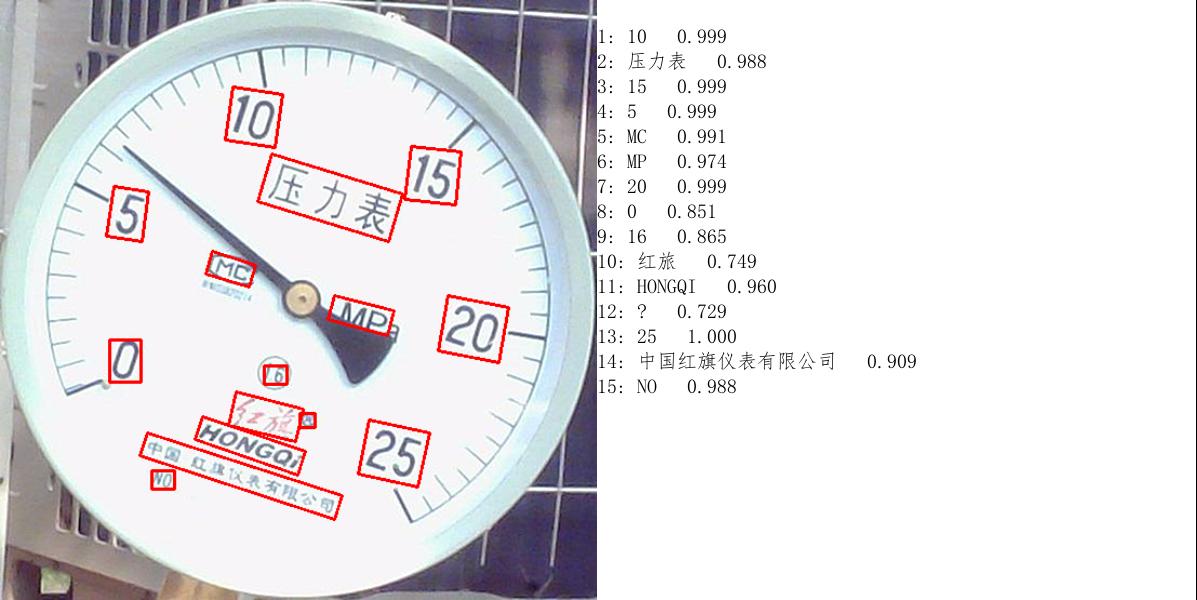 10
压力表
15
5
MC
MPa
20
0
1.6
红旗
HONGQi
25
中国 红旗仪表有限公司
NO
1: 10 0.999
2: 压力表 0.988
3: 15 0.999
4: 5 0.999
5: MC 0.991
6: MP 0.974
7: 20 0.999
8: 0 0.851
9: 16 0.865
10: 红旅 0.749
11: HONGQI 0.960
12: ? 0.729
13: 25 1.000
14: 中国红旗仪表有限公司 0.909
15: NO 0.988